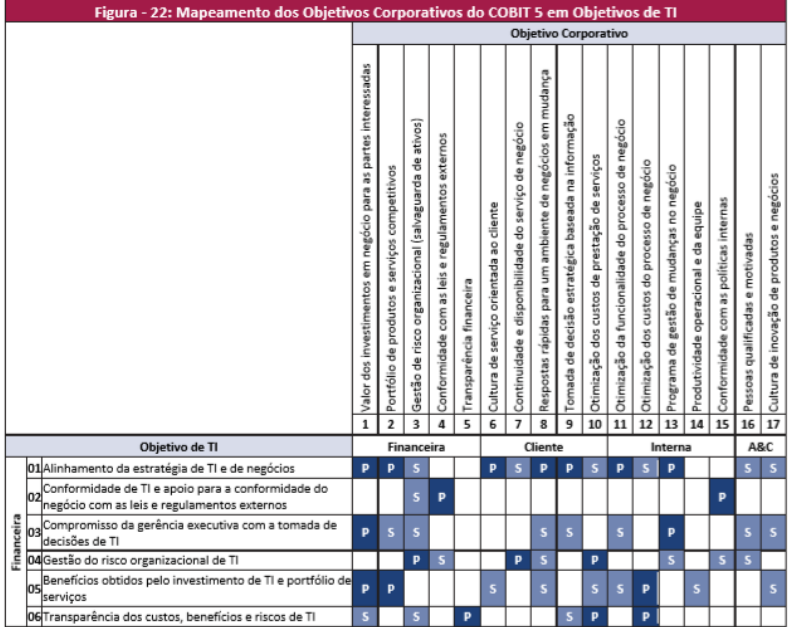 Figura - 22: Mapeamento dos Objetivos Corporativos do COBIT 5 em Objetivos de TI
Objetivo Corporativo
Valor dos investimentos em negócio para as partes interessadas
Portfólio de produtos e serviços competitivos
Gestão de risco organizacional (salvaguarda de ativos)
Conformidade com as leis e regulamentos externos
Transparência financeira
Cultura de serviço orientada ao cliente
Continuidade e disponibilidade do serviço de negócio
Respostas rápidas para um ambiente de negócios em mudança
Tomada de decisão estratégica baseada na informação
Otimização dos custos de prestação de serviços
Otimização da funcionalidade do processo de negócio
Otimização dos custos do processo de negócio
Programa de gestão de mudanças no negócio
Produtividade operacional e da equipe
Conformidade com as políticas internas
Pessoas qualificadas e motivadas
Cultura de inovação de produtos e negócios
1 2 3 4 5 6 7 8 9 10 11 12 13 14 15 16 17
Objetivo de TI Financeira Cliente Interna A&C
Financeira
01 Alinhamento da estratégia de TI e de negócios P P S P S P P S P S P S S
02 Conformidade de TI e apoio para a conformidade do
negócio com as leis e regulamentos externos S P P
03 Compromisso da gerência executiva com a tomada de
decisões de TI P S S S S S P S S
04 Gestão do risco organizacional de TI P S P S P S S S
05 Benefícios obtidos pelo investimento de TI e portfólio de
serviços P P S S S S P S S
06 Transparência dos custos, benefícios e riscos de TI S S P S P P